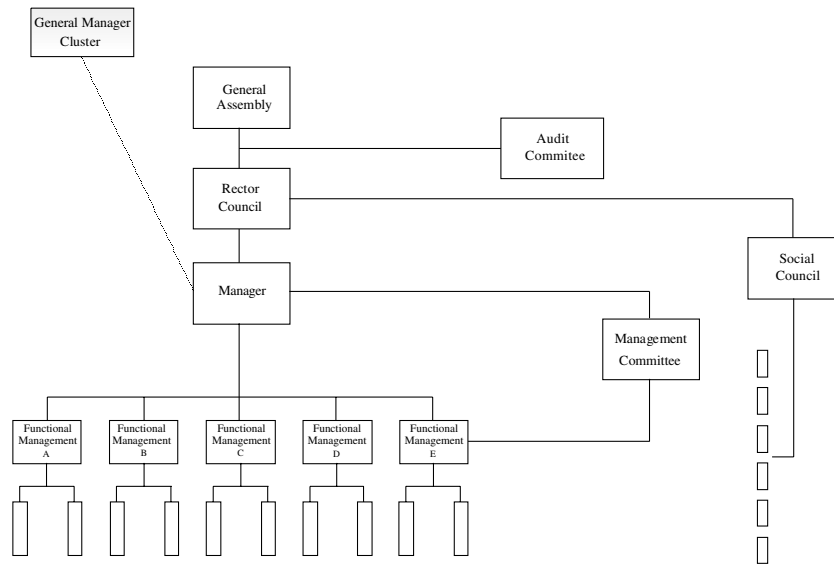 General Manager
Cluster
General
Assembly
Audit
Commitee
Rector
Council
Social
Council
Manager
Management
Committee
Functional
Management
A
Functional
Management
B
Functional
Management
C
Functional
Management
D
Functional
Management
E